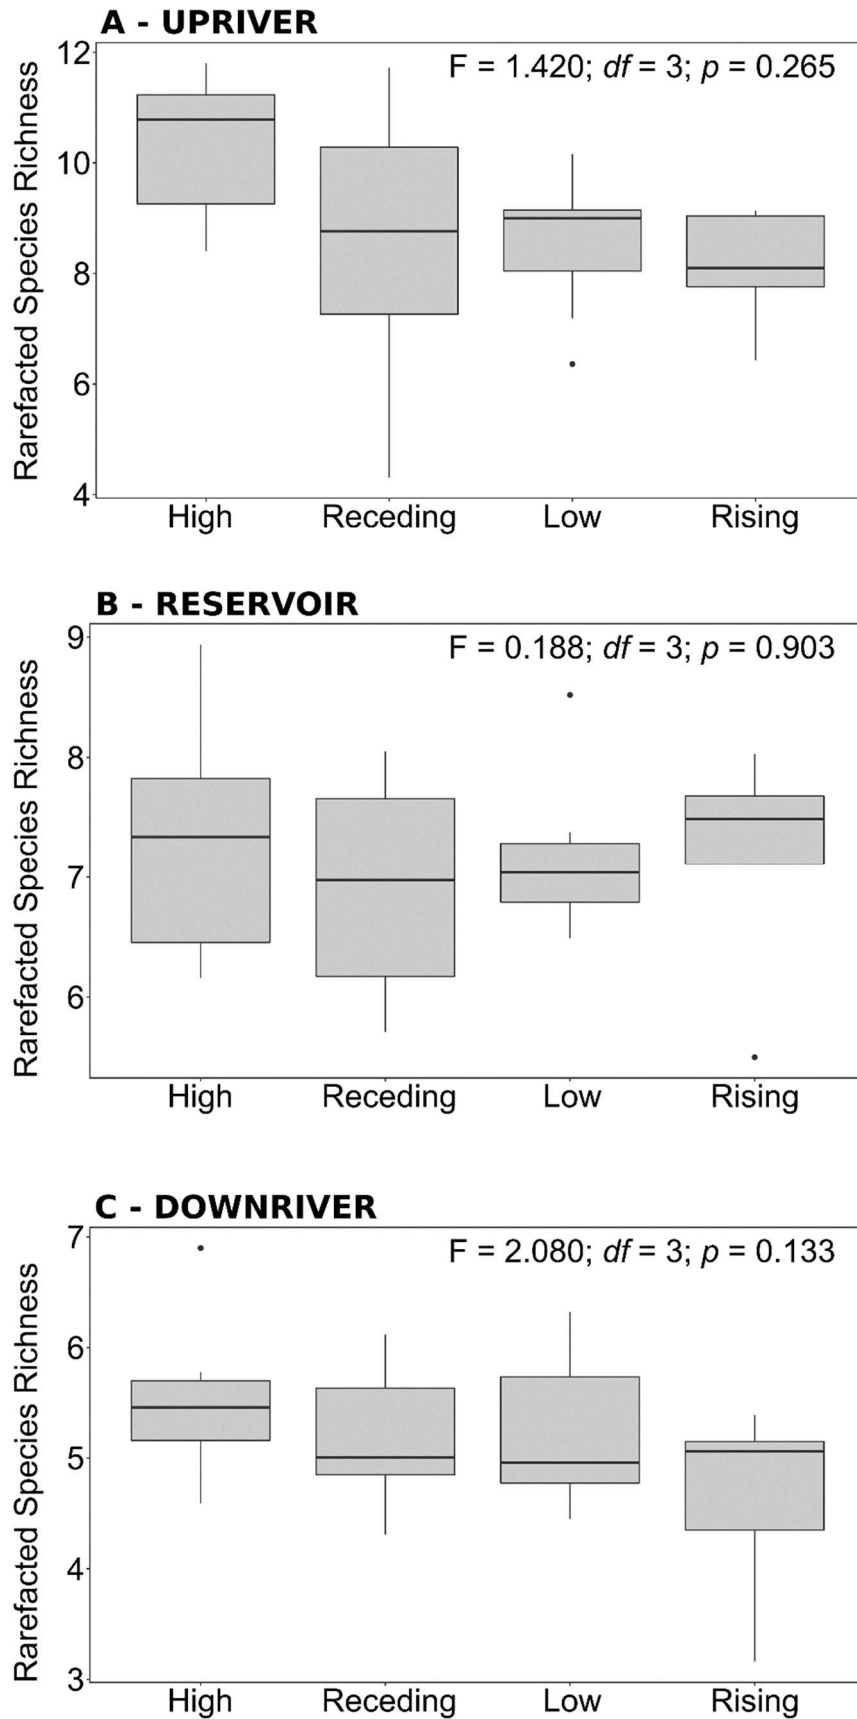 A - UPRIVER
F = 1.420; df = 3; p = 0.265
Rarefacted Species Richness
12
10
8
6
4
High Receding Low Rising
B - RESERVOIR
F = 0.188; df = 3; p = 0.903
Rarefacted Species Richness
9
8
7
6
High Receding Low Rising
C - DOWNRIVER
F = 2.080; df = 3; p = 0.133
Rarefacted Species Richness
7
6
5
4
3
High Receding Low Rising